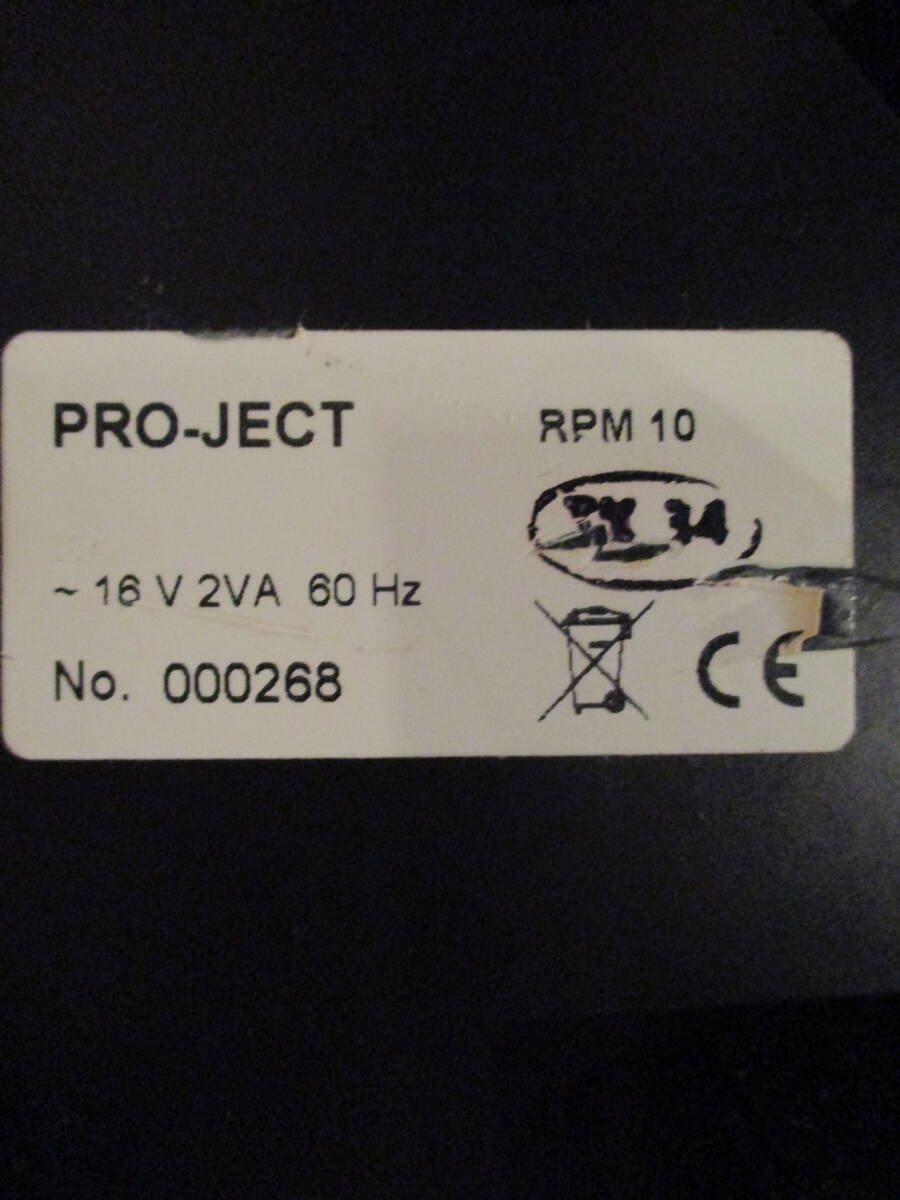 PRO-JECT
RPM 10
~ 16 V 2VA 60 Hz
No. 000268
CE